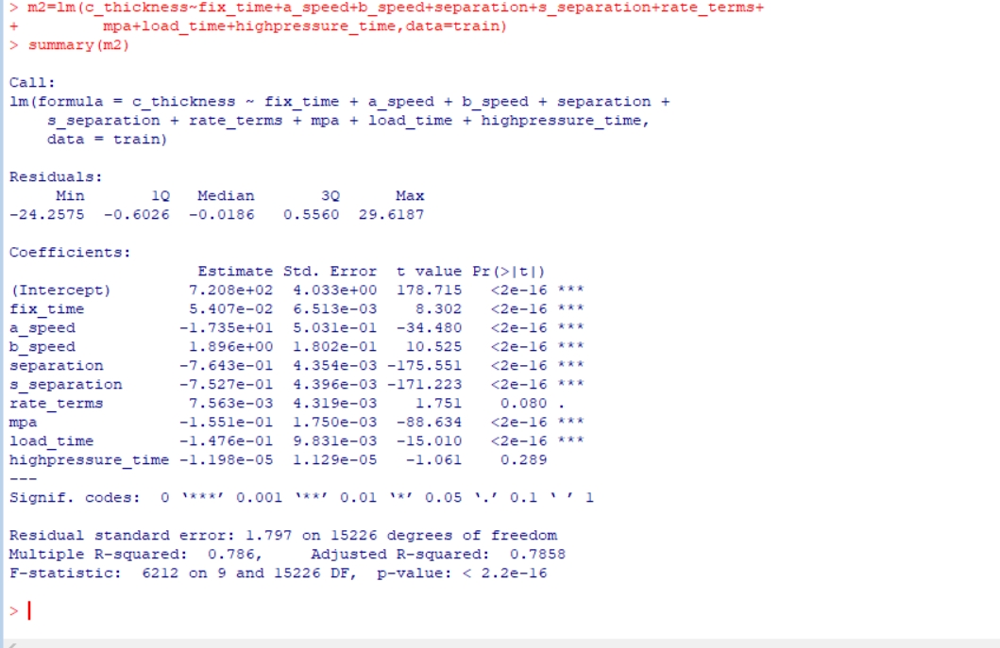 > m2=lm(c_thickness~fix_time+a_speed+b_speed+separation+s_separation+rate_terms+
+         mpa+load_time+highpressure_time,data=train)
> summary(m2)
Call:
lm(formula = c_thickness ~ fix_time + a_speed + b_speed + separation +
    s_separation + rate_terms + mpa + load_time + highpressure_time,
    data = train)
Residuals:
     Min       1Q   Median       3Q      Max
-24.2575  -0.6026  -0.0186   0.5560  29.6187
Coefficients:
                    Estimate Std. Error  t value Pr(>|t|)
(Intercept)        7.208e+02  4.033e+00  178.715   <2e-16 ***
fix_time           5.407e-02  6.513e-03    8.302   <2e-16 ***
a_speed           -1.735e+01  5.031e-01  -34.480   <2e-16 ***
b_speed            1.896e+00  1.802e-01   10.525   <2e-16 ***
separation        -7.643e-01  4.354e-03 -175.551   <2e-16 ***
s_separation      -7.527e-01  4.396e-03 -171.223   <2e-16 ***
rate_terms         7.563e-03  4.319e-03    1.751    0.080 .
mpa               -1.551e-01  1.750e-03  -88.634   <2e-16 ***
load_time         -1.476e-01  9.831e-03  -15.010   <2e-16 ***
highpressure_time -1.198e-05  1.129e-05   -1.061    0.289
---
Signif. codes:  0 ‘***’ 0.001 ‘**’ 0.01 ‘*’ 0.05 ‘.’ 0.1 ‘ ’ 1
Residual standard error: 1.797 on 15226 degrees of freedom
Multiple R-squared:  0.786,     Adjusted R-squared:  0.7858
F-statistic:  6212 on 9 and 15226 DF,  p-value: < 2.2e-16
>